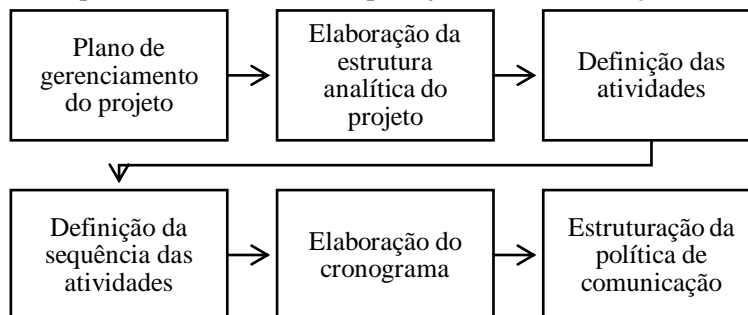 Plano de
gerenciamento
do projeto
Elaboração da
estrutura
analítica do
projeto
Definição das
atividades
Definição da
sequência das
atividades
Elaboração do
cronograma
Estruturação da
política de
comunicação